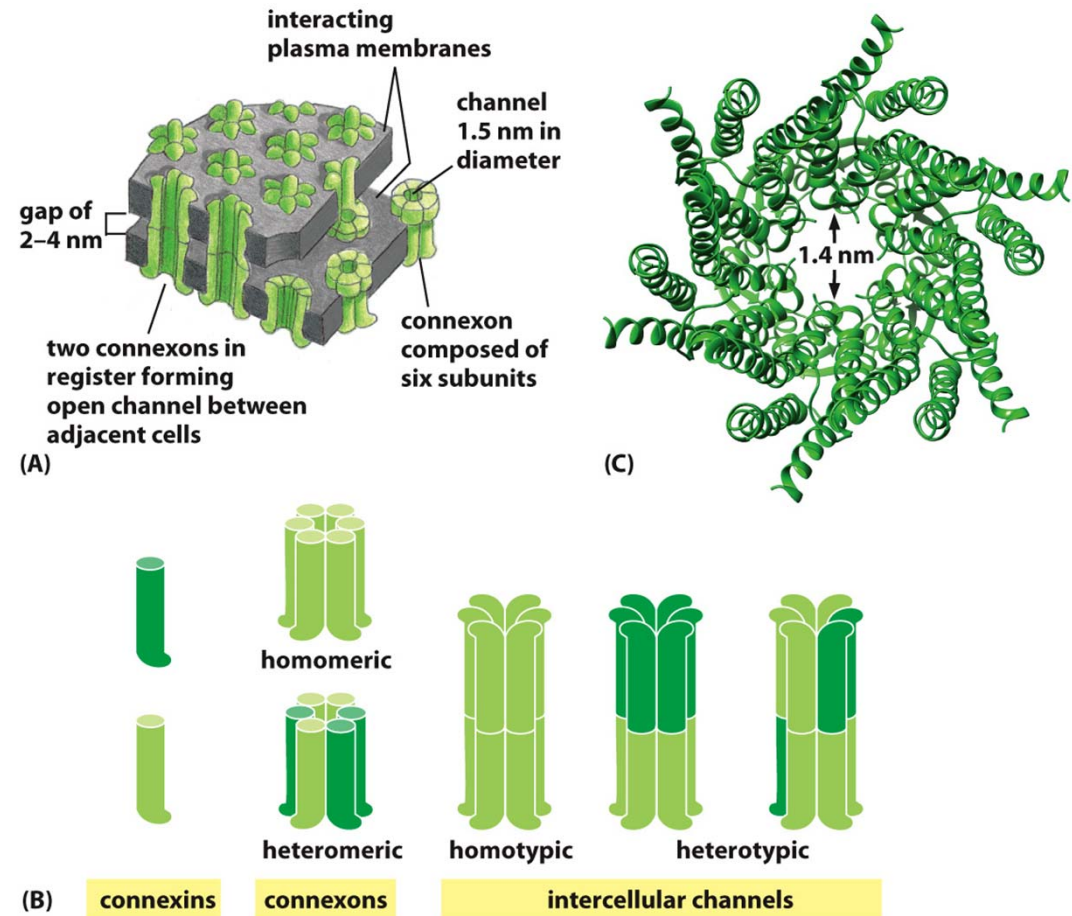 interacting
plasma membranes
channel
1.5 nm in
diameter
gap of
2–4 nm
two connexons in
register forming
open channel between
adjacent cells
connexon
composed of
six subunits
(A)
1.4 nm
(C)
homomeric
heteromeric
homotypic
heterotypic
(B)
connexins
connexons
intercellular channels